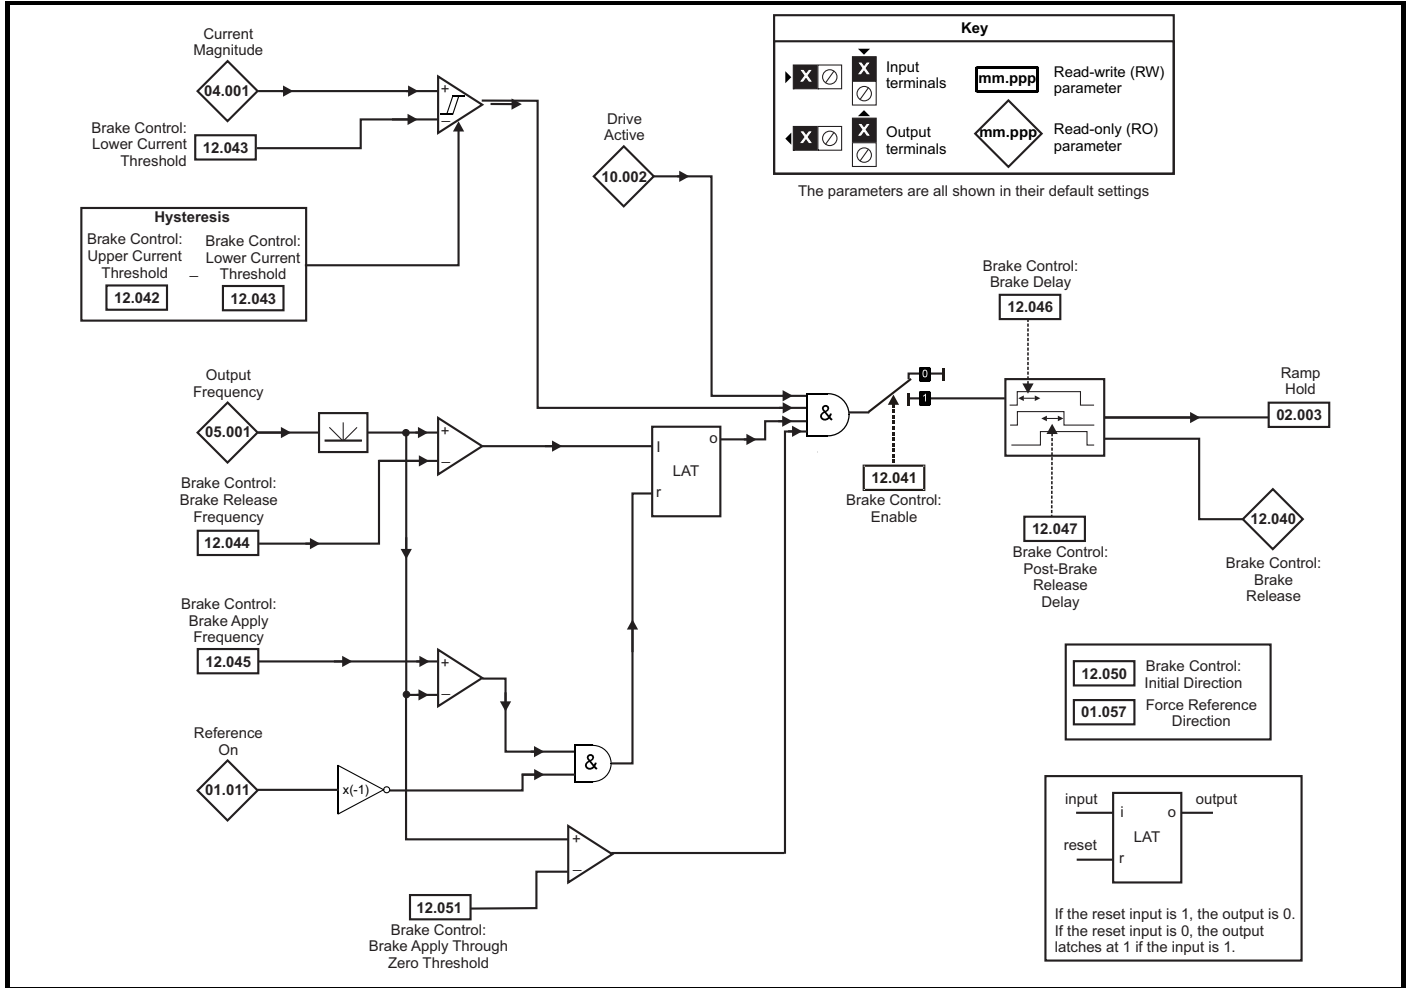 Current
Magnitude
04.001
+
–
Brake Control:
Lower Current
Threshold
12.043
Hysteresis
Brake Control:
Upper Current
Threshold
12.042
–
Brake Control:
Lower Current
Threshold
12.043
Drive
Active
10.002
Key
X
X
Input
terminals
X
X
Output
terminals
mm.ppp
Read-write (RW)
parameter
mm.ppp
Read-only (RO)
parameter
The parameters are all shown in their default settings
Output
Frequency
05.001
+
–
Brake Control:
Brake Release
Frequency
12.044
I
o
LAT
r
&
0
1
12.041
Brake Control:
Enable
Brake Control:
Brake Delay
12.046
12.047
Brake Control:
Post-Brake
Release
Delay
Ramp
Hold
02.003
12.040
Brake Control:
Brake
Release
Brake Control:
Brake Apply
Frequency
12.045
+
–
Reference
On
01.011
x(-1)
&
+
–
12.051
Brake Control:
Brake Apply Through
Zero Threshold
12.050
Brake Control:
Initial Direction
01.057
Force Reference
Direction
input
output
i
o
LAT
reset
r
If the reset input is 1, the output is 0.
If the reset input is 0, the output
latches at 1 if the input is 1.